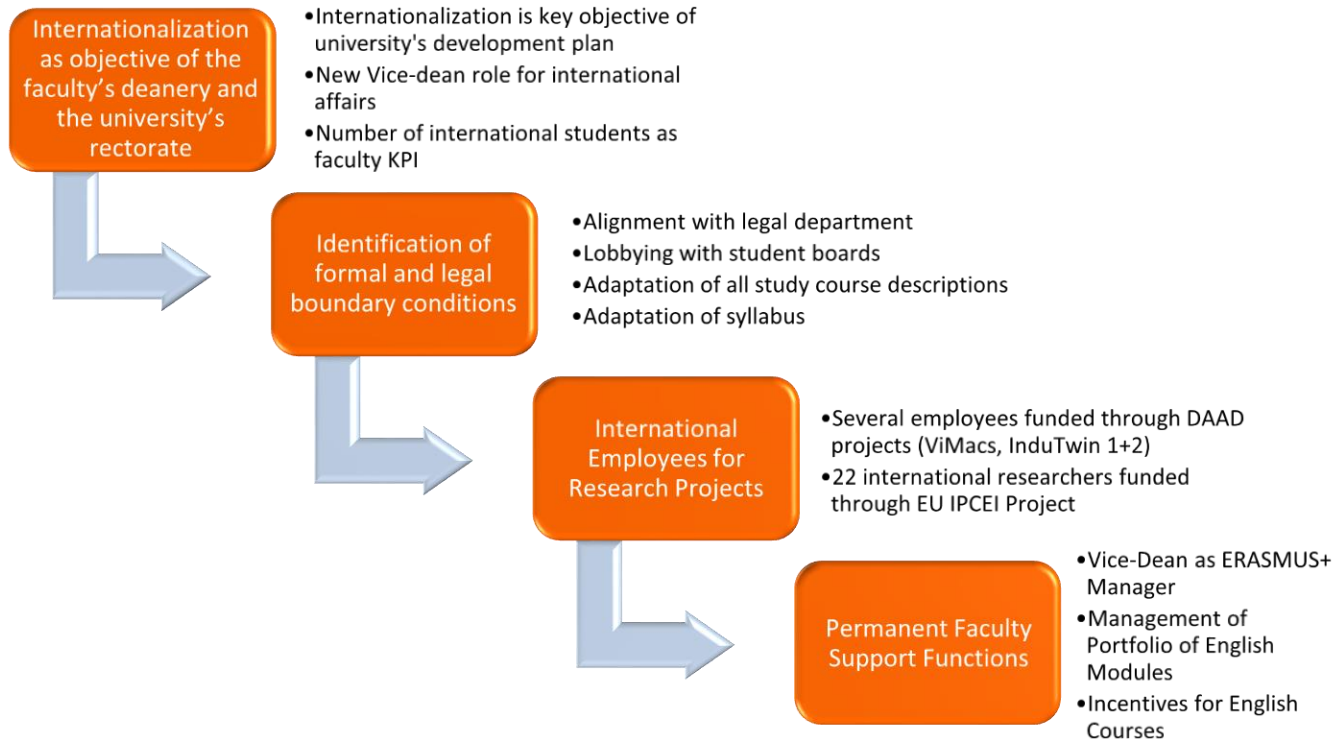 Internationalization
as objective of the
faculty’s deanery and
the university’s
rectorate
•Internationalization is key objective of
university's development plan
•New Vice-dean role for international
affairs
•Number of international students as
faculty KPI
Identification of
formal and legal
boundary conditions
•Alignment with legal department
•Lobbying with student boards
•Adaptation of all study course descriptions
•Adaptation of syllabus
International
Employees for
Research Projects
•Several employees funded through DAAD
projects (ViMacs, InduTwin 1+2)
•22 international researchers funded
through EU IPCEI Project
Permanent Faculty
Support Functions
•Vice-Dean as ERASMUS+
Manager
•Management of
Portfolio of English
Modules
•Incentives for English
Courses